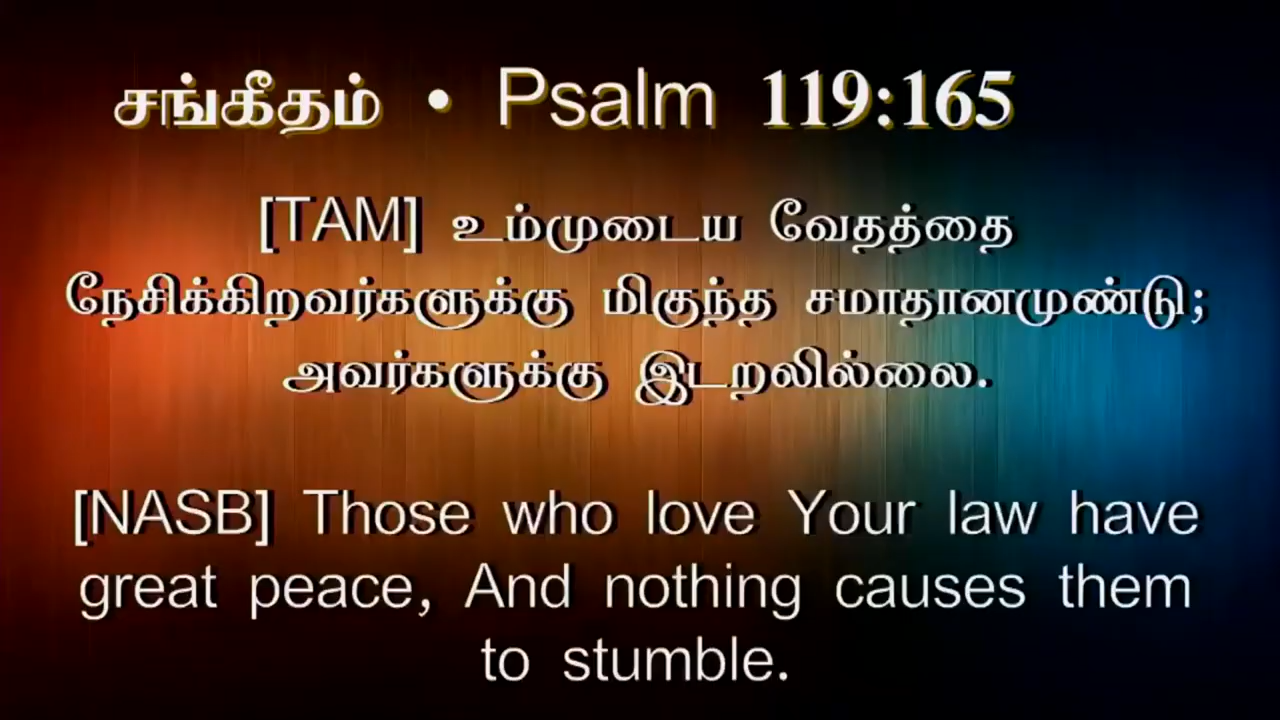 சங்கீதம் • Psalm 119:165
[TAM] உம்முடைய வேதத்தை
நேசிக்கிறவர்களுக்கு மிகுந்த சமாதானமுண்டு;
அவர்களுக்கு இடறலில்லை.
[NASB] Those who love Your law have
great peace, And nothing causes them
to stumble.